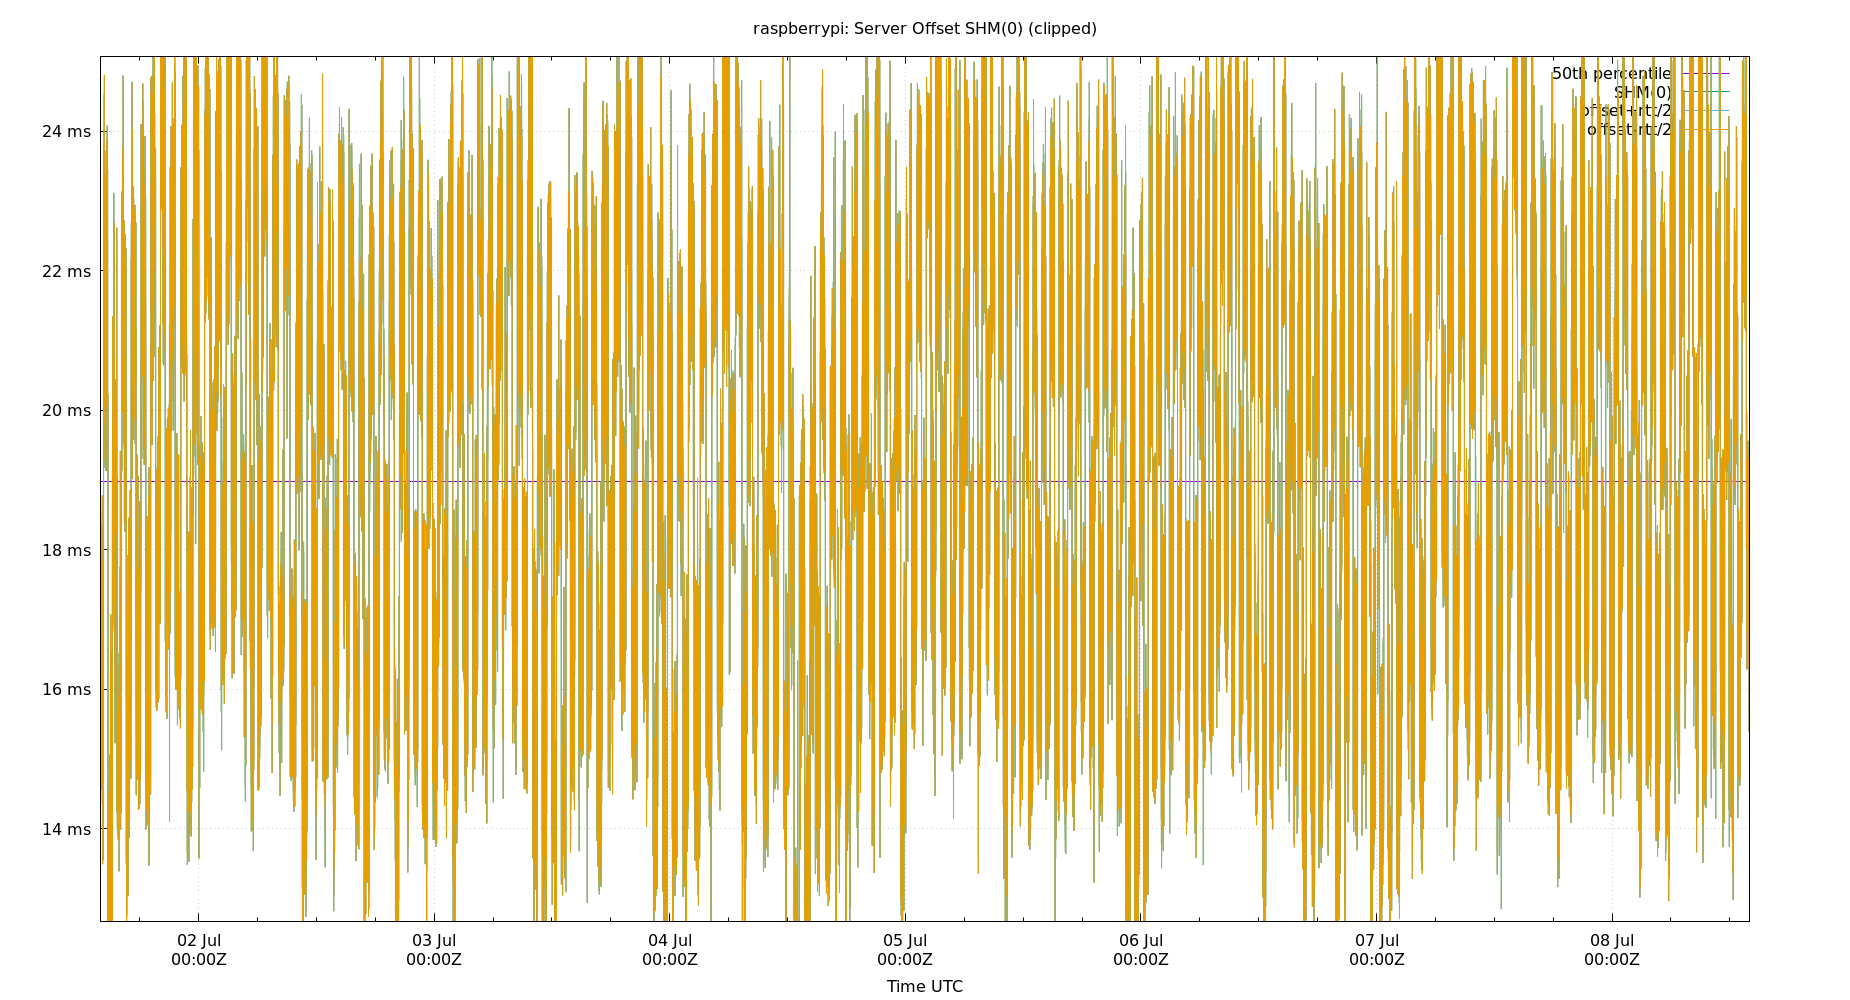 raspberrypi: Server Offset SHM(0) (clipped)
50th percentile
SHM(0)
offset+rtt/2
offset-rtt/2
24 ms
22 ms
20 ms
18 ms
16 ms
14 ms
02 Jul 03 Jul 04 Jul 05 Jul 06 Jul 07 Jul 08 Jul
00:00Z 00:00Z 00:00Z 00:00Z 00:00Z 00:00Z 00:00Z
Time UTC